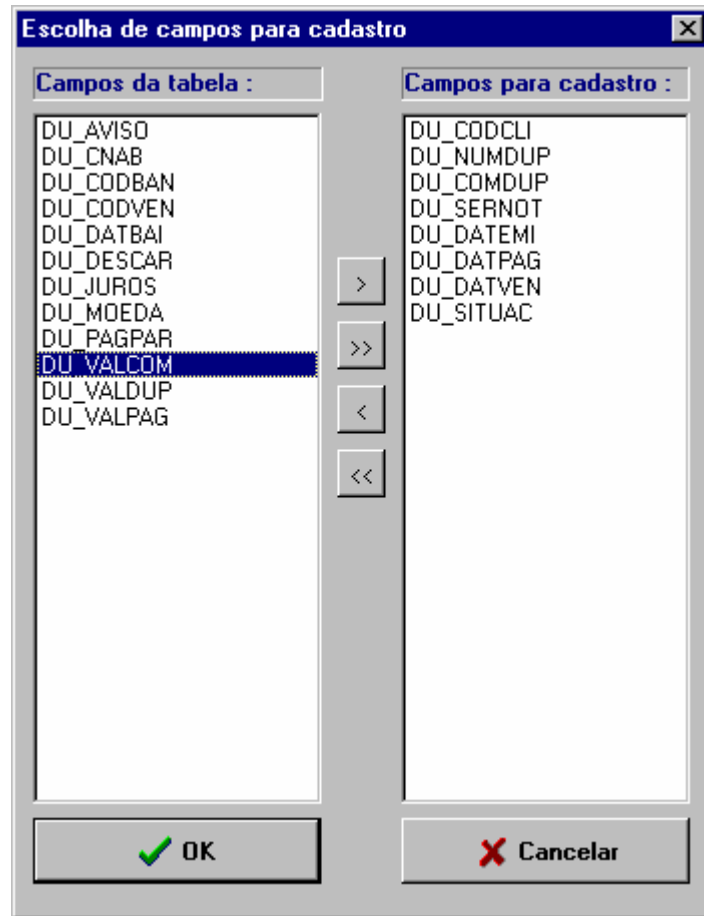 Escolha de campos para cadastro
Campos da tabela :
DU_AVISO
DU_CNAB
DU_CODBAN
DU_CODVEN
DU_DATBAI
DU_DESCAR
DU_JUROS
DU_MOEDA
DU_PAGPAR
DU_VALCOM
DU_VALDUP
DU_VALPAG
>
>>
<
<<
Campos para cadastro :
DU_CODCLI
DU_NUMDUP
DU_COMDUP
DU_SERNOT
DU_DATEMI
DU_DATPAG
DU_DATVEN
DU_SITUAC
OK
Cancelar